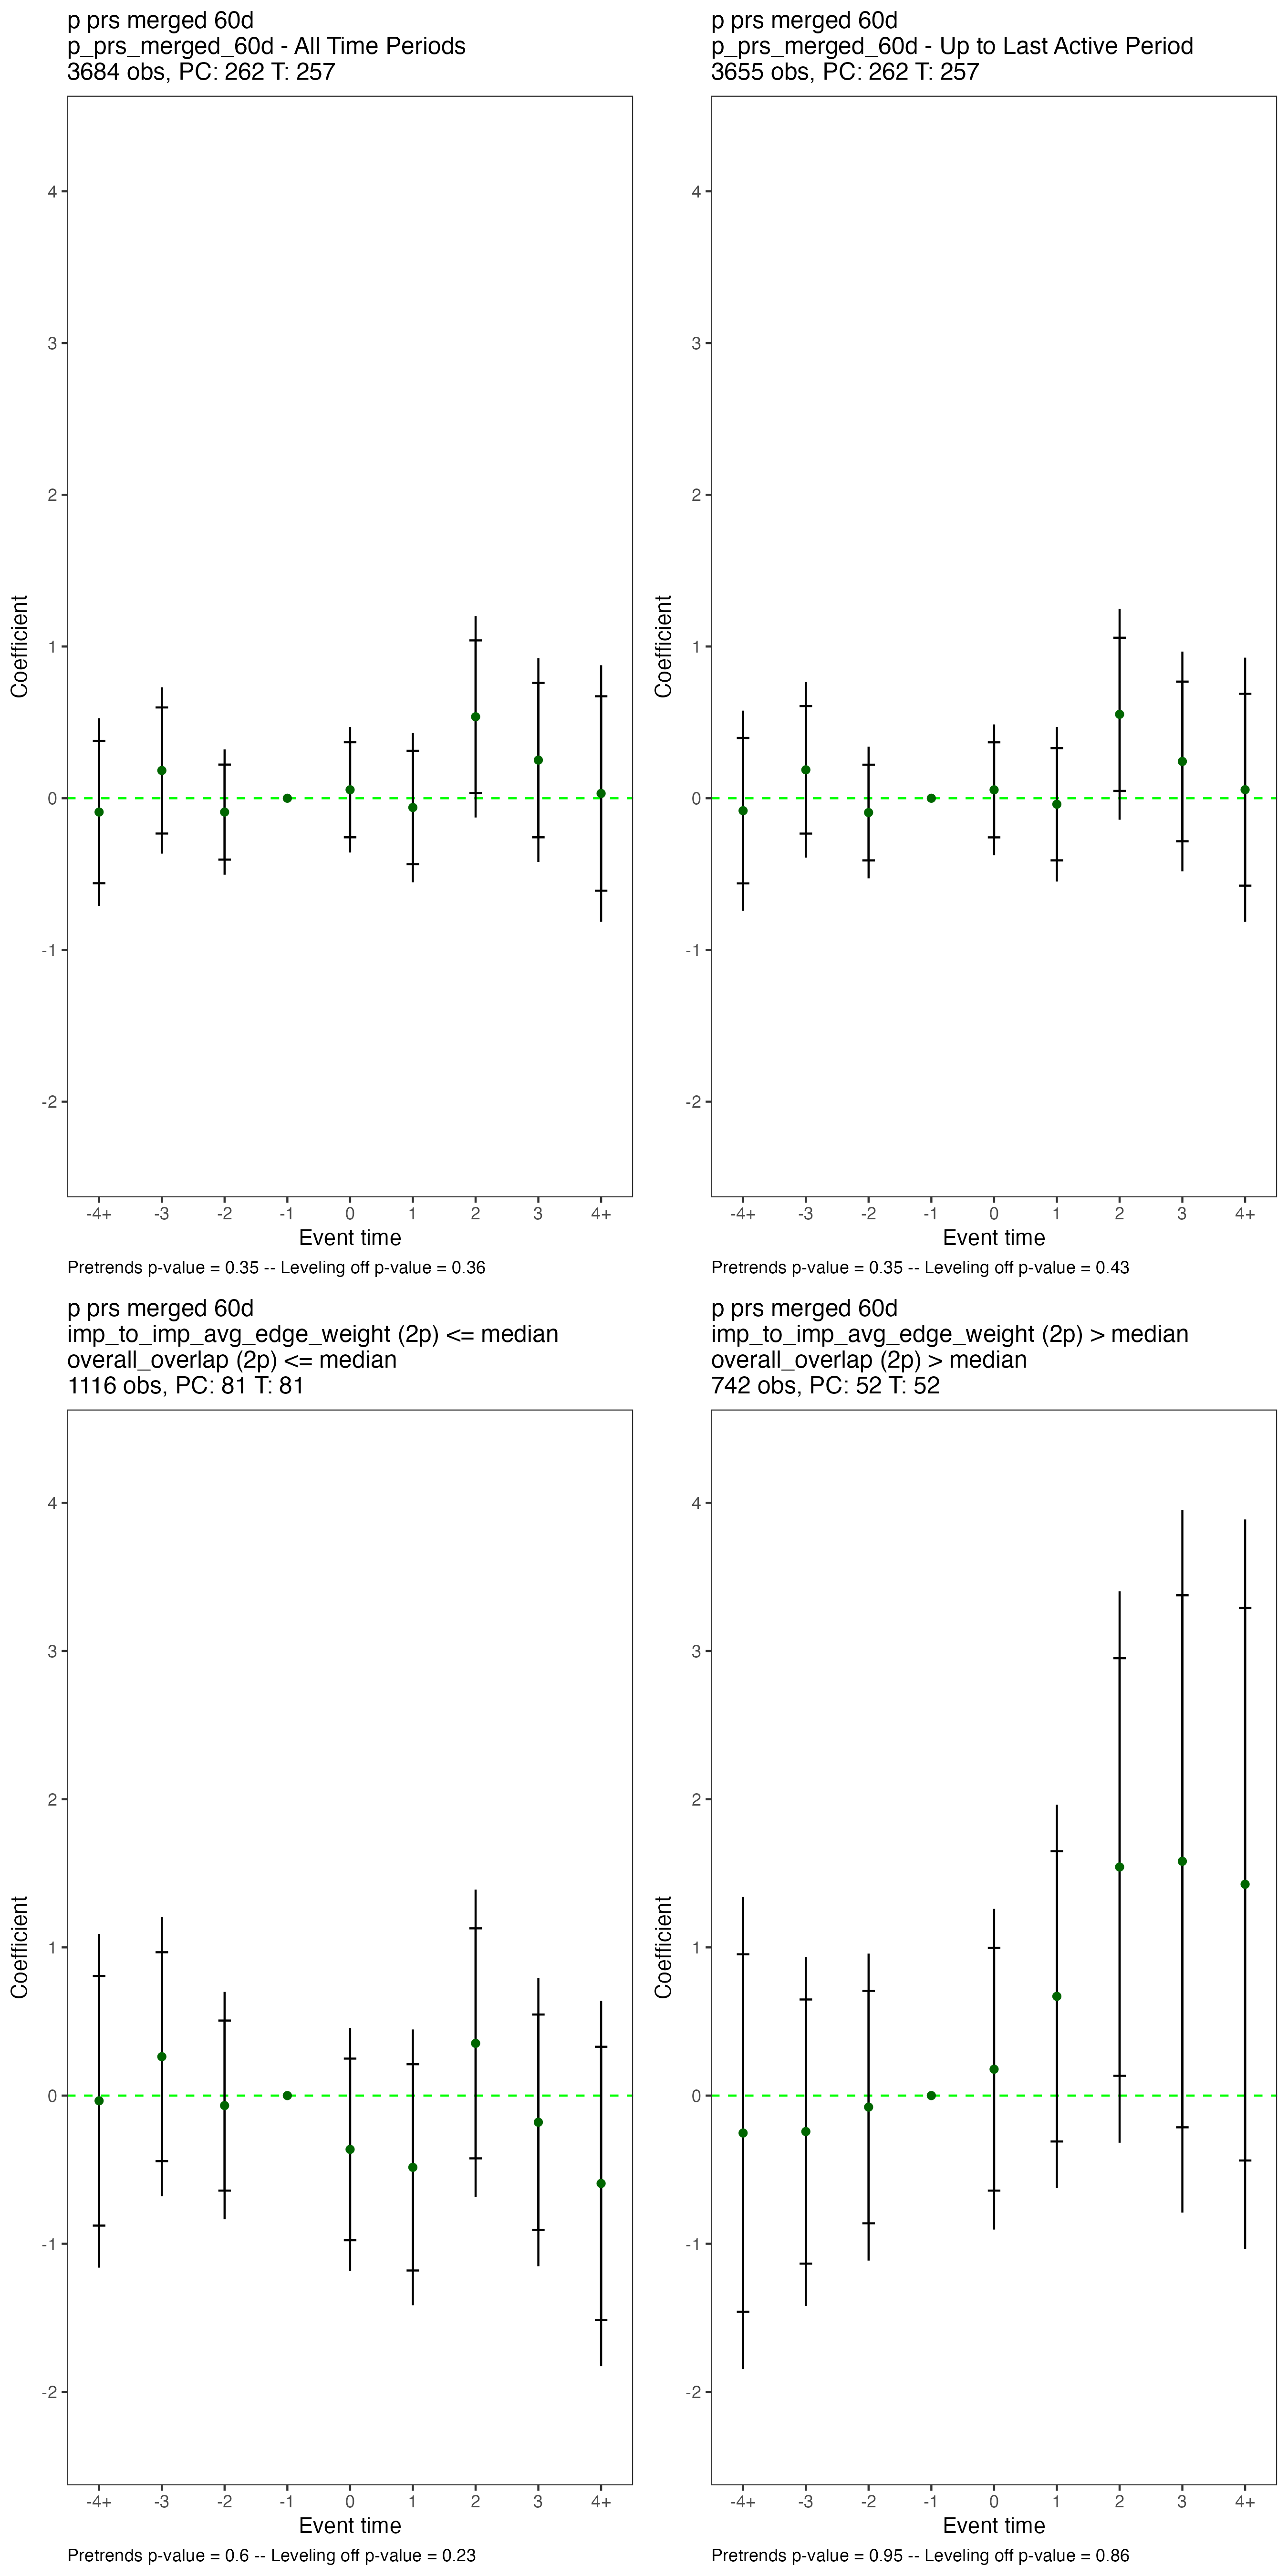 p prs merged 60d
p_prs_merged_60d - All Time Periods
3684 obs, PC: 262 T: 257
4
3
2
1
0
-1
-2
Coefficient
-4+ -3 -2 -1 0 1 2 3 4+
Event time
Pretrends p-value = 0.35 -- Leveling off p-value = 0.36
p prs merged 60d
p_prs_merged_60d - Up to Last Active Period
3655 obs, PC: 262 T: 257
4
3
2
1
0
-1
-2
Coefficient
-4+ -3 -2 -1 0 1 2 3 4+
Event time
Pretrends p-value = 0.35 -- Leveling off p-value = 0.43
p prs merged 60d
imp_to_imp_avg_edge_weight (2p) <= median
overall_overlap (2p) <= median
1116 obs, PC: 81 T: 81
4
3
2
1
0
-1
-2
Coefficient
-4+ -3 -2 -1 0 1 2 3 4+
Event time
Pretrends p-value = 0.6 -- Leveling off p-value = 0.23
p prs merged 60d
imp_to_imp_avg_edge_weight (2p) > median
overall_overlap (2p) > median
742 obs, PC: 52 T: 52
4
3
2
1
0
-1
-2
Coefficient
-4+ -3 -2 -1 0 1 2 3 4+
Event time
Pretrends p-value = 0.95 -- Leveling off p-value = 0.86